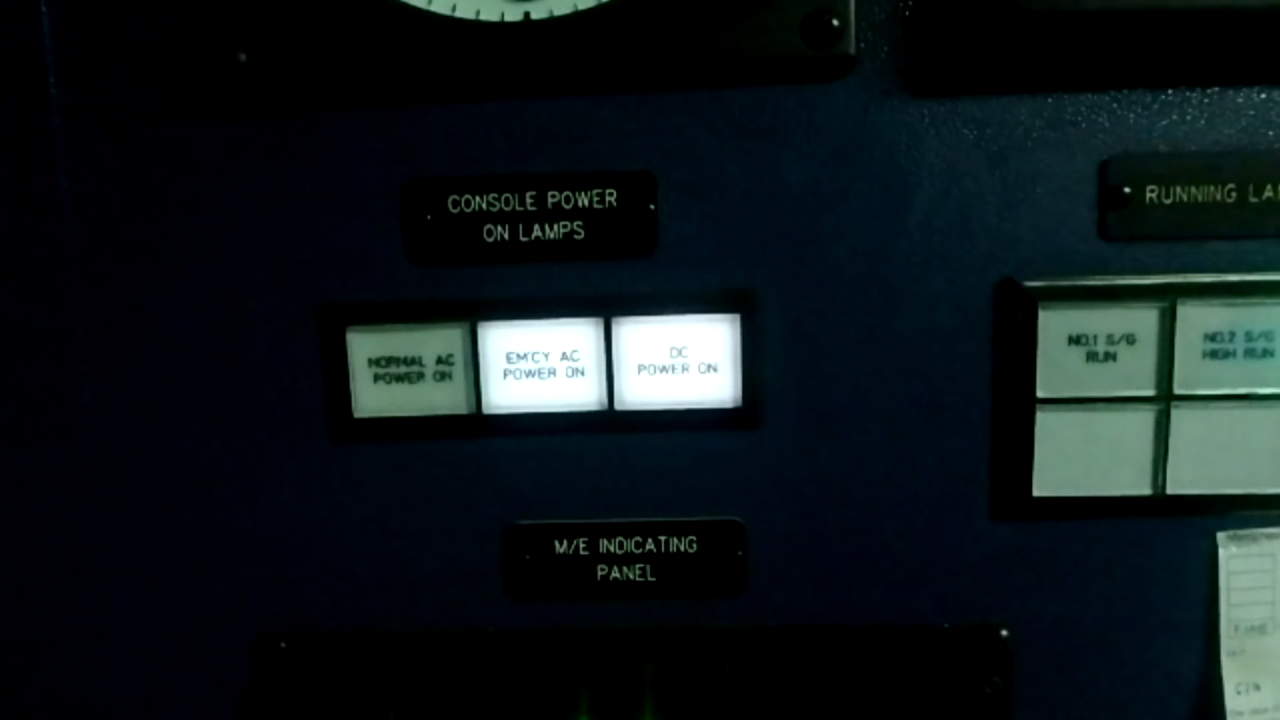 CONSOLE POWER
ON LAMPS
RUNNING
NORMAL AC
POWER ON
EM'CY AC
POWER ON
DC
POWER ON
NO.1 S/G
RUN
NO.2 S/G
HIGH RUN
M/E INDICATING
PANEL